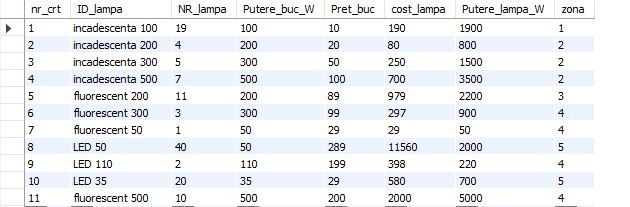 nr_crt ID_lampa NR_lampa Putere_buc_W Pret_buc cost_lampa Putere_lampa_W zona
1 incadescenta 100 19 100 10 190 1900 1
2 incadescenta 200 4 200 20 80 800 2
3 incadescenta 300 5 300 50 250 1500 2
4 incadescenta 500 7 500 100 700 3500 2
5 fluorescent 200 11 200 89 979 2200 3
6 fluorescent 300 3 300 99 297 900 4
7 fluorescent 50 1 50 29 29 50 4
8 LED 50 40 50 289 11560 2000 5
9 LED 110 2 110 199 398 220 4
10 LED 35 20 35 29 580 700 5
11 fluorescent 500 10 500 200 2000 5000 4